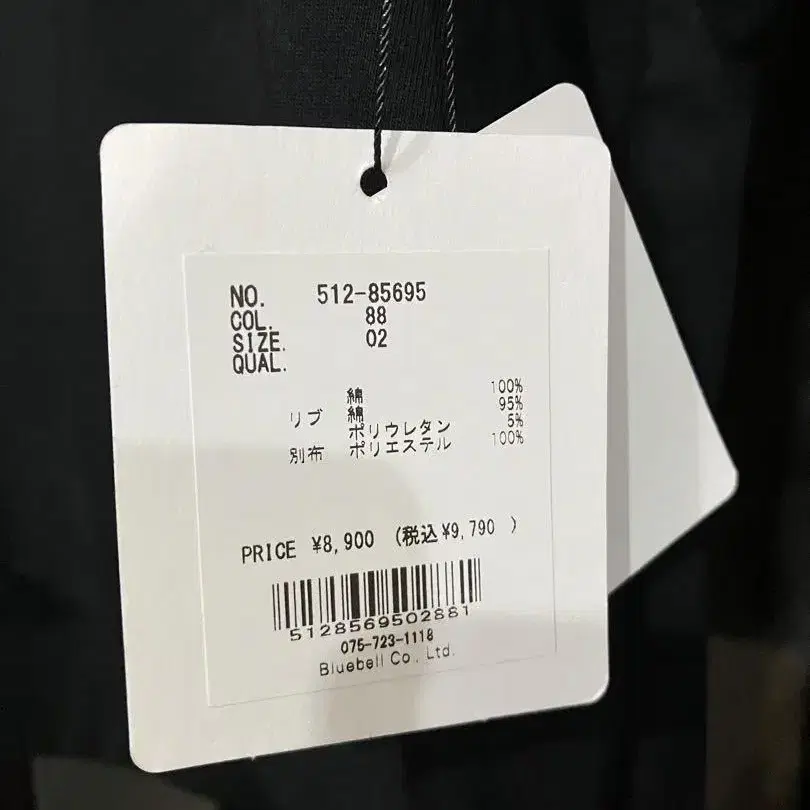 NO. 512-85695
COL. 88
SIZE. 02
QUAL.
綿 100%
リブ 綿 95%
ポリウレタン 5%
別布 ポリエステル 100%
PRICE ¥8,900 (税込¥9,790 )
5128569502881
075-723-1118
Bluebell Co., Ltd.